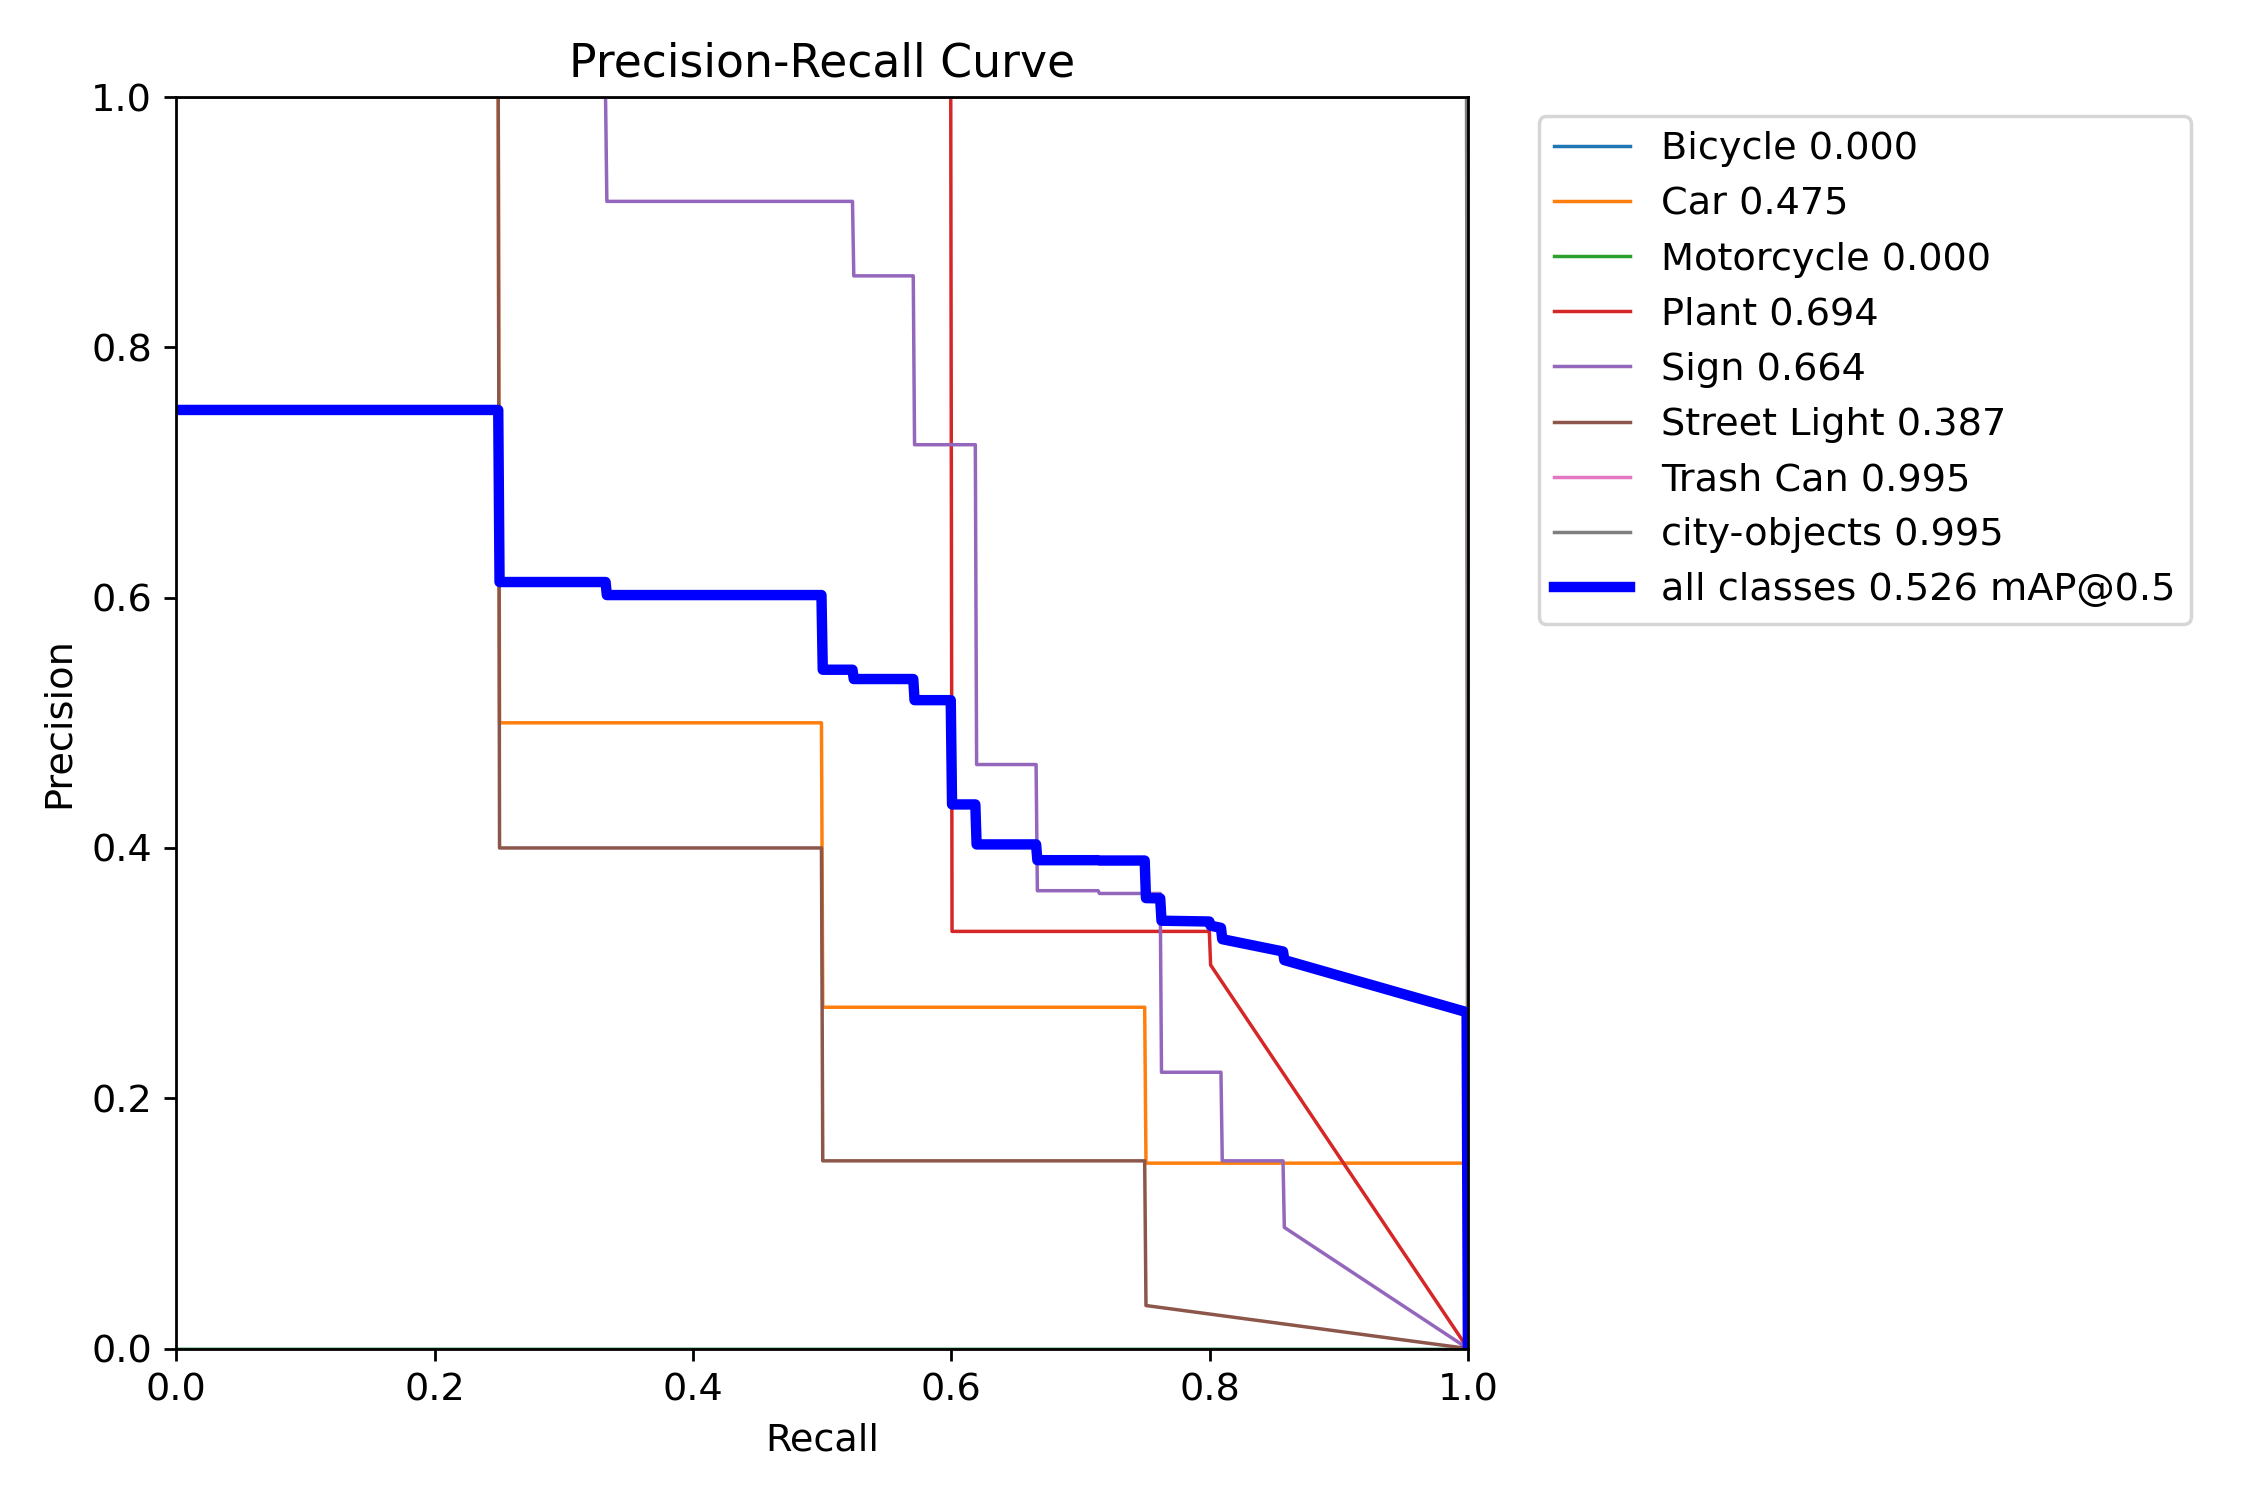 Precision-Recall Curve
1.0
0.8
0.6
0.4
0.2
0.0
Precision
0.0 0.2 0.4 0.6 0.8 1.0
Recall
Bicycle 0.000
Car 0.475
Motorcycle 0.000
Plant 0.694
Sign 0.664
Street Light 0.387
Trash Can 0.995
city-objects 0.995
all classes 0.526 mAP@0.5